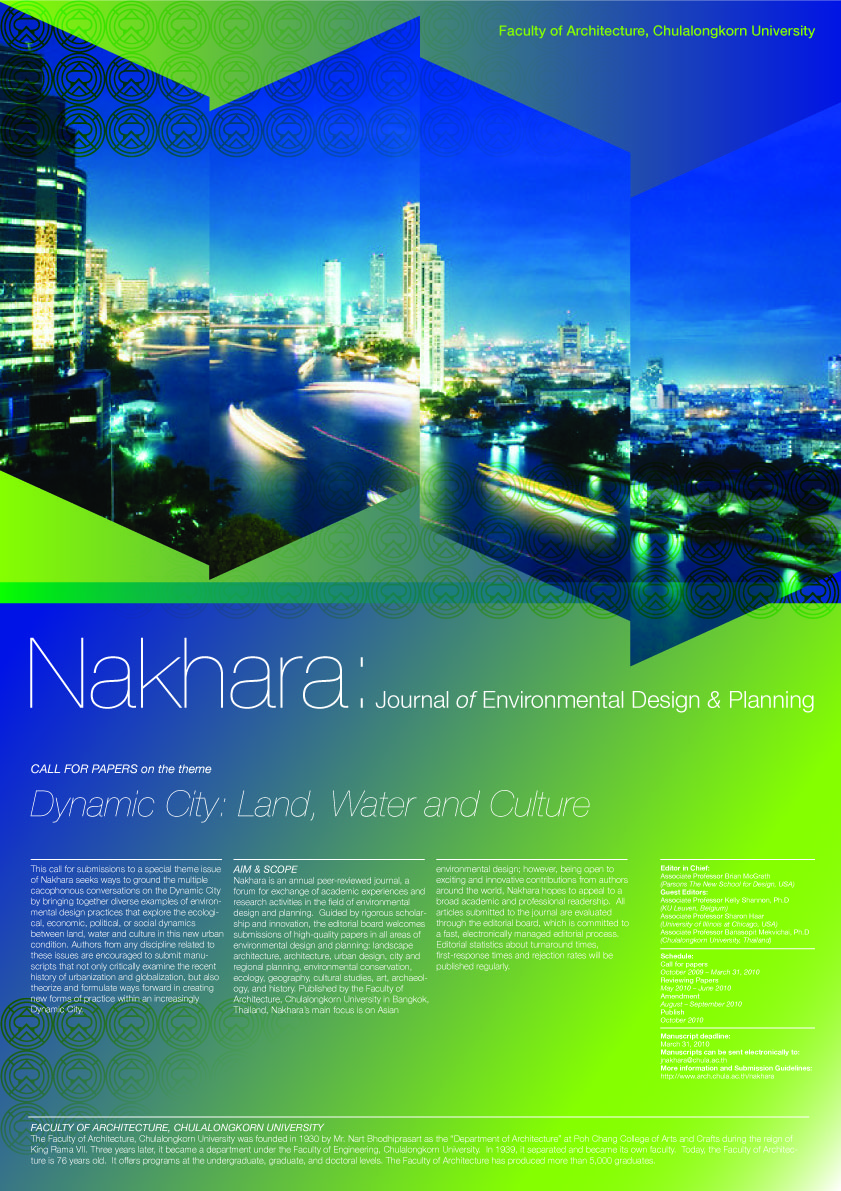 Faculty of Architecture, Chulalongkorn University
Nakhara: Journal of Environmental Design & Planning
CALL FOR PAPERS on the theme
Dynamic City: Land, Water and Culture
This call for submissions to a special theme issue
of Nakhara seeks ways to ground the multiple
cacophonous conversations on the Dynamic City
by bringing together diverse examples of environ-
mental design practices that explore the ecologi-
cal, economic, political, or social dynamics
between land, water and culture in this new urban
condition. Authors from any discipline related to
these issues are encouraged to submit manu-
scripts that not only critically examine the recent
history of urbanization and globalization, but also
theorize and formulate ways forward in creating
new forms of practice within an increasingly
Dynamic City.
AIM & SCOPE
Nakhara is an annual peer-reviewed journal, a
forum for exchange of academic experiences and
research activities in the field of environmental
design and planning. Guided by rigorous scholar-
ship and innovation, the editorial board welcomes
submissions of high-quality papers in all areas of
environmental design and planning: landscape
architecture, architecture, urban design, city and
regional planning, environmental conservation,
ecology, geography, cultural studies, art, archaeol-
ogy, and history. Published by the Faculty of
Architecture, Chulalongkorn University in Bangkok,
Thailand, Nakhara's main focus is on Asian
environmental design; however, being open to
exciting and innovative contributions from authors
around the world, Nakhara hopes to appeal to a
broad academic and professional readership. All
articles submitted to the journal are evaluated
through the editorial board, which is committed to
a fast, electronically managed editorial process.
Editorial statistics about turnaround times,
first-response times and rejection rates will be
published regularly.
Editor in Chief:
Associate Professor Brian McGrath
(Parsons The New School for Design, USA)
Guest Editors:
Associate Professor Kelly Shannon, Ph.D
(KU Leuven, Belgium)
Associate Professor Sharon Haar
(University of Illinois at Chicago, USA)
Associate Professor Banasopit Mekvichai, Ph.D
(Chulalongkorn University, Thailand)
Schedule:
Call for papers
October 2009 – March 31, 2010
Reviewing Papers
May 2010 – June 2010
Amendment
August – September 2010
Publish
October 2010
Manuscript deadline:
March 31, 2010
Manuscripts can be sent electronically to:
jnakhara@chula.ac.th
More information and Submission Guidelines:
http://www.arch.chula.ac.th/nakhara
FACULTY OF ARCHITECTURE, CHULALONGKORN UNIVERSITY
The Faculty of Architecture, Chulalongkorn University was founded in 1930 by Mr. Nart Bhodhiprasart as the "Department of Architecture" at Poh Chang College of Arts and Crafts during the reign of
King Rama VII. Three years later, it became a department under the Faculty of Engineering, Chulalongkorn University. In 1939, it separated and became its own faculty. Today, the Faculty of Architec-
ture is 76 years old. It offers programs at the undergraduate, graduate, and doctoral levels. The Faculty of Architecture has produced more than 5,000 graduates.